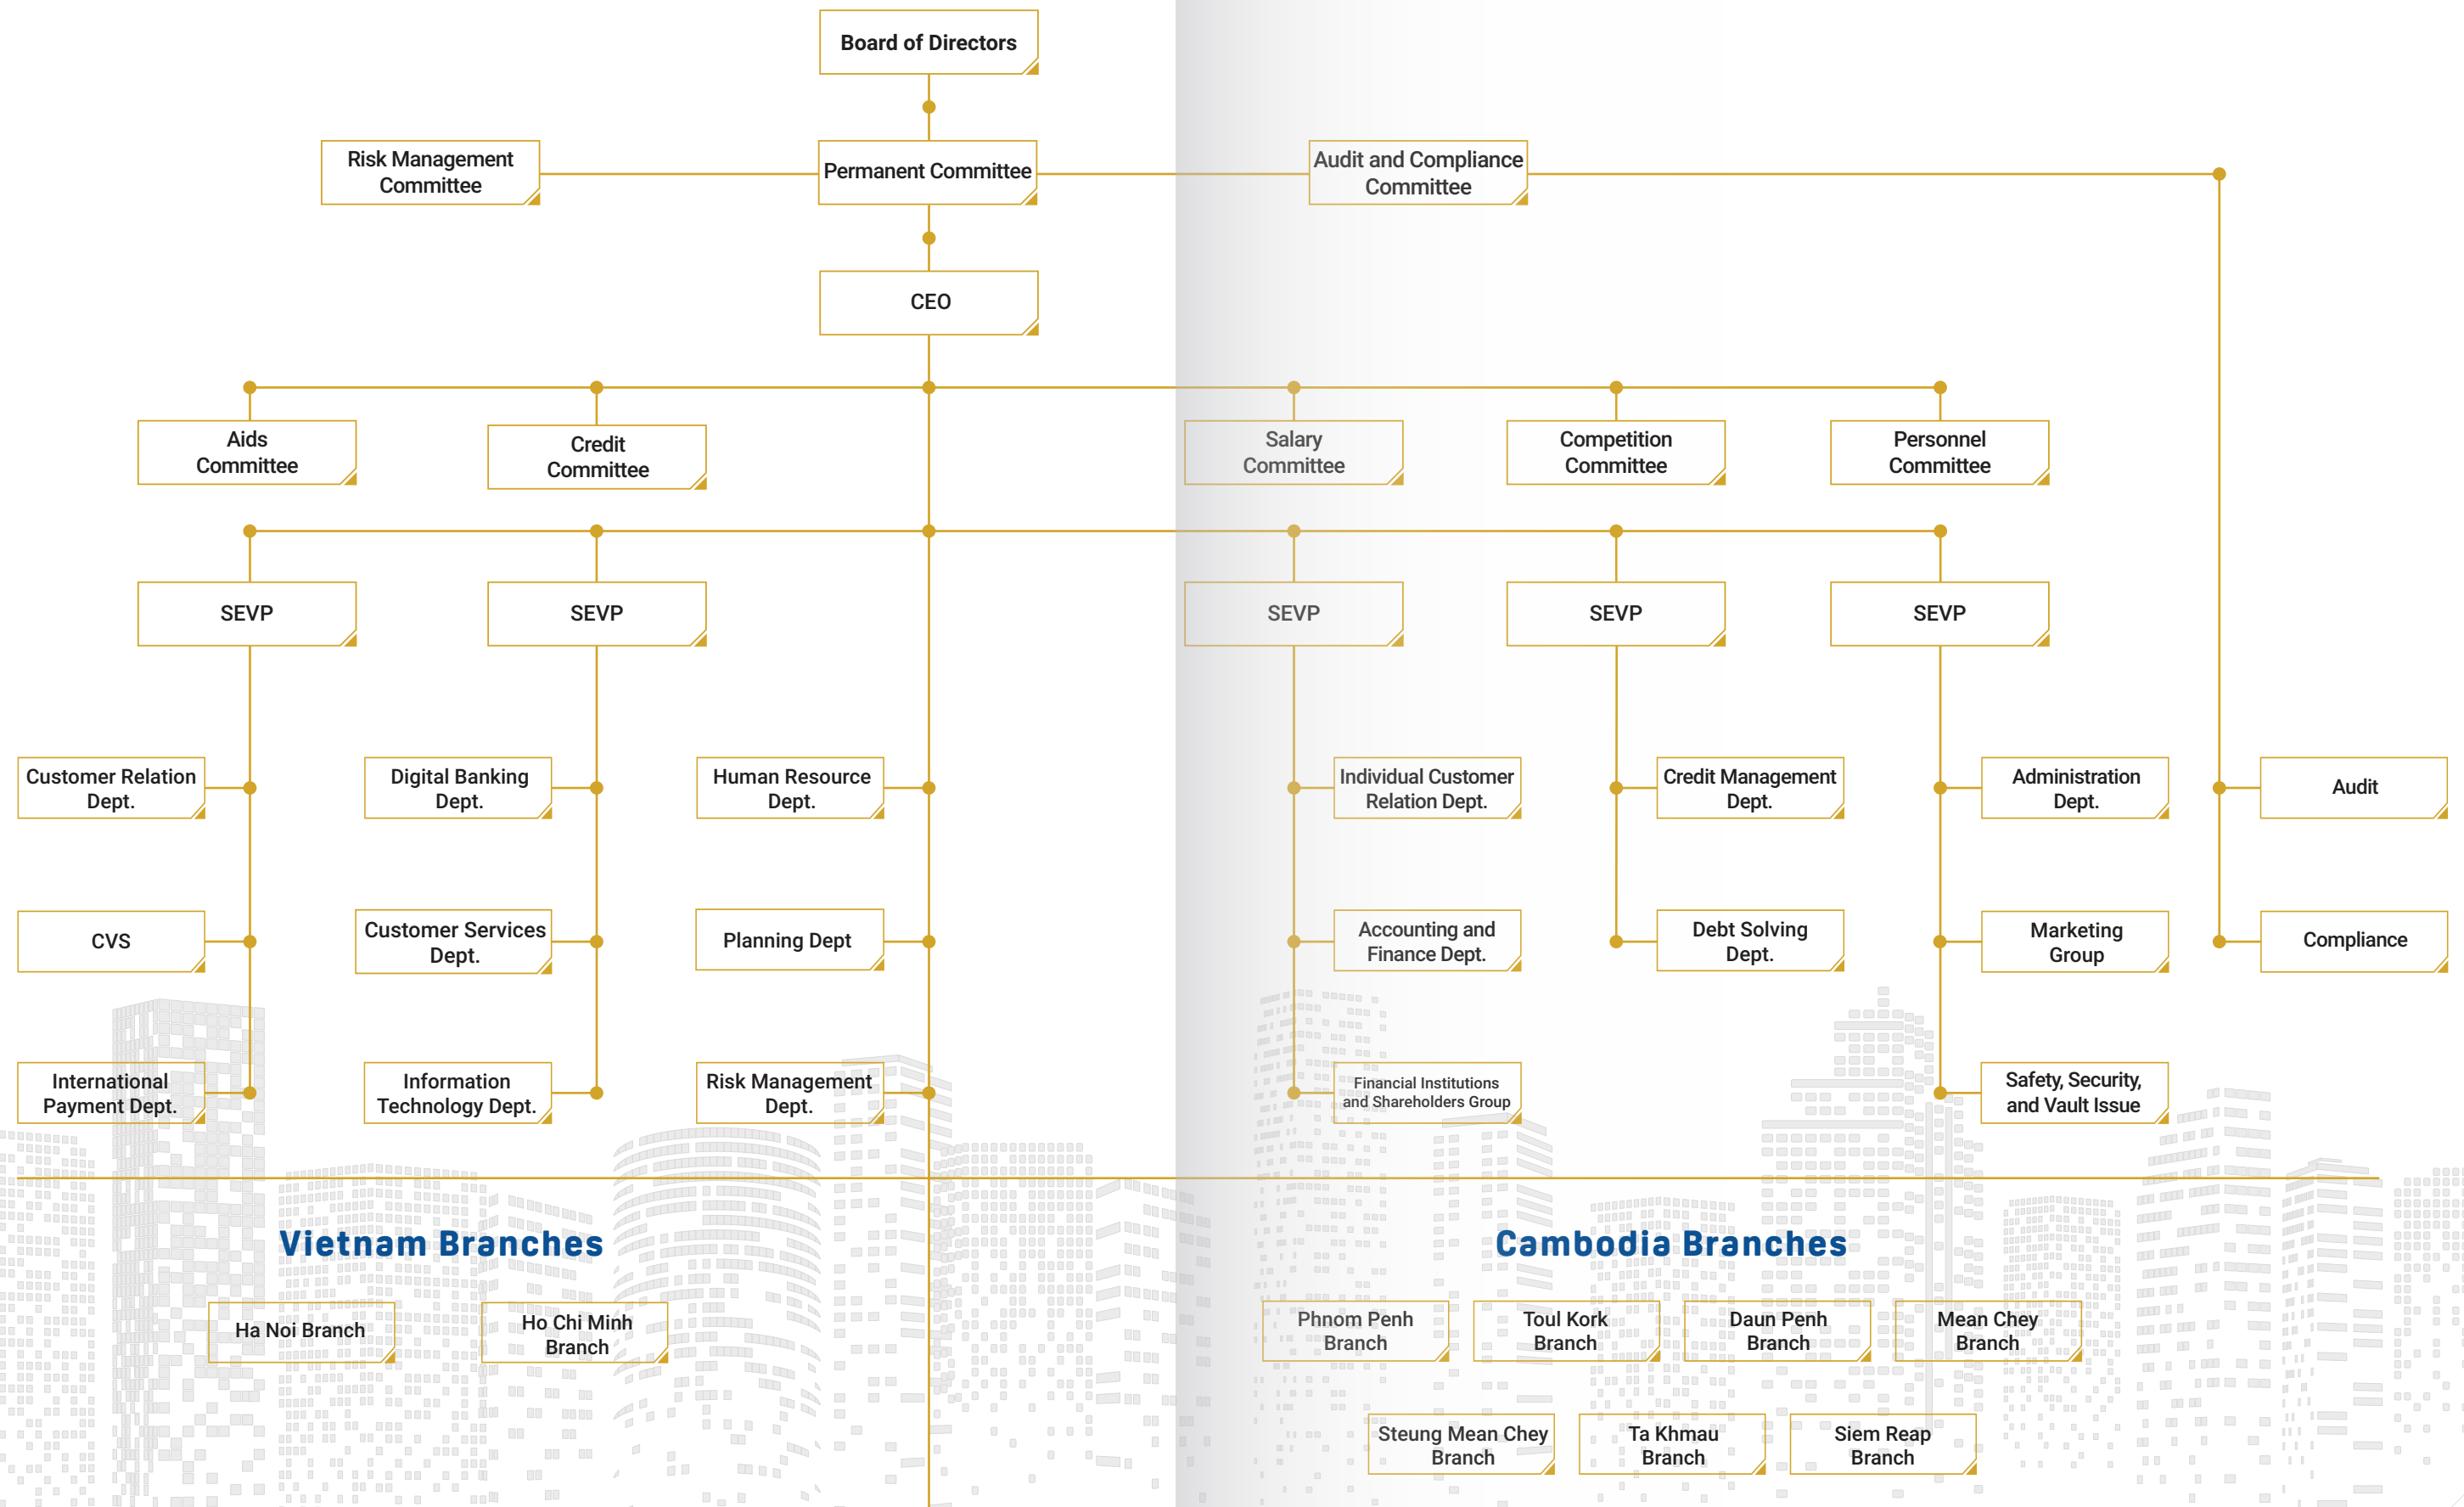 Board of Directors
Risk Management
Committee
Permanent Committee
Audit and Compliance
Committee
CEO
Aids
Committee
Credit
Committee
Salary
Committee
Competition
Committee
Personnel
Committee
SEVP
SEVP
SEVP
SEVP
SEVP
Customer Relation
Dept.
Digital Banking
Dept.
Human Resource
Dept.
Individual Customer
Relation Dept.
Credit Management
Dept.
Administration
Dept.
Audit
CVS
Customer Services
Dept.
Planning Dept
Accounting and
Finance Dept.
Debt Solving
Dept.
Marketing
Group
Compliance
International
Payment Dept.
Information
Technology Dept.
Risk Management
Dept.
Financial Institutions
and Shareholders Group
Safety, Security,
and Vault Issue
Vietnam Branches
Ha Noi Branch
Ho Chi Minh
Branch
Cambodia Branches
Phnom Penh
Branch
Toul Kork
Branch
Daun Penh
Branch
Mean Chey
Branch
Steung Mean Chey
Branch
Ta Khmau
Branch
Siem Reap
Branch